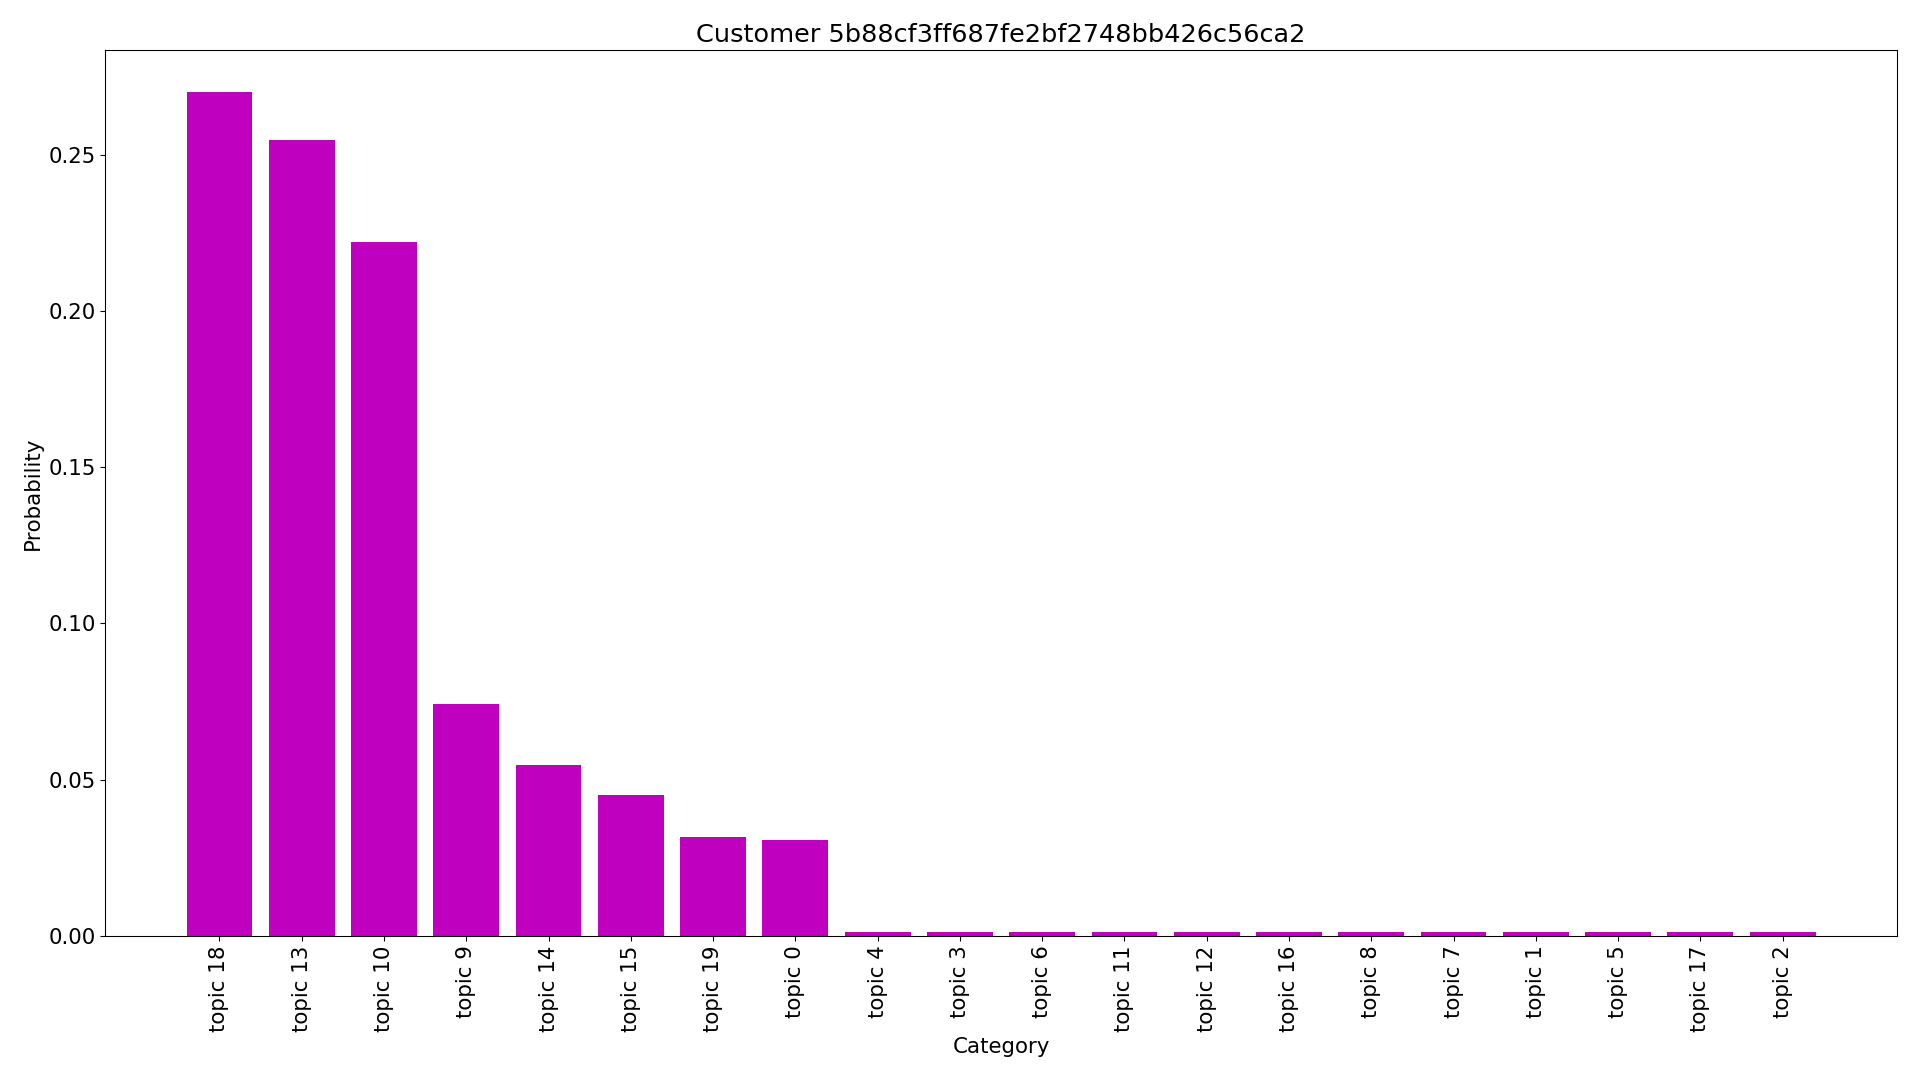 Customer 5b88cf3ff687fe2bf2748bb426c56ca2
Probability
0.25
0.20
0.15
0.10
0.05
0.00
topic 18
topic 13
topic 10
topic 9
topic 14
topic 15
topic 19
topic 0
topic 4
topic 3
topic 6
topic 11
topic 12
topic 16
topic 8
topic 7
topic 1
topic 5
topic 17
topic 2
Category